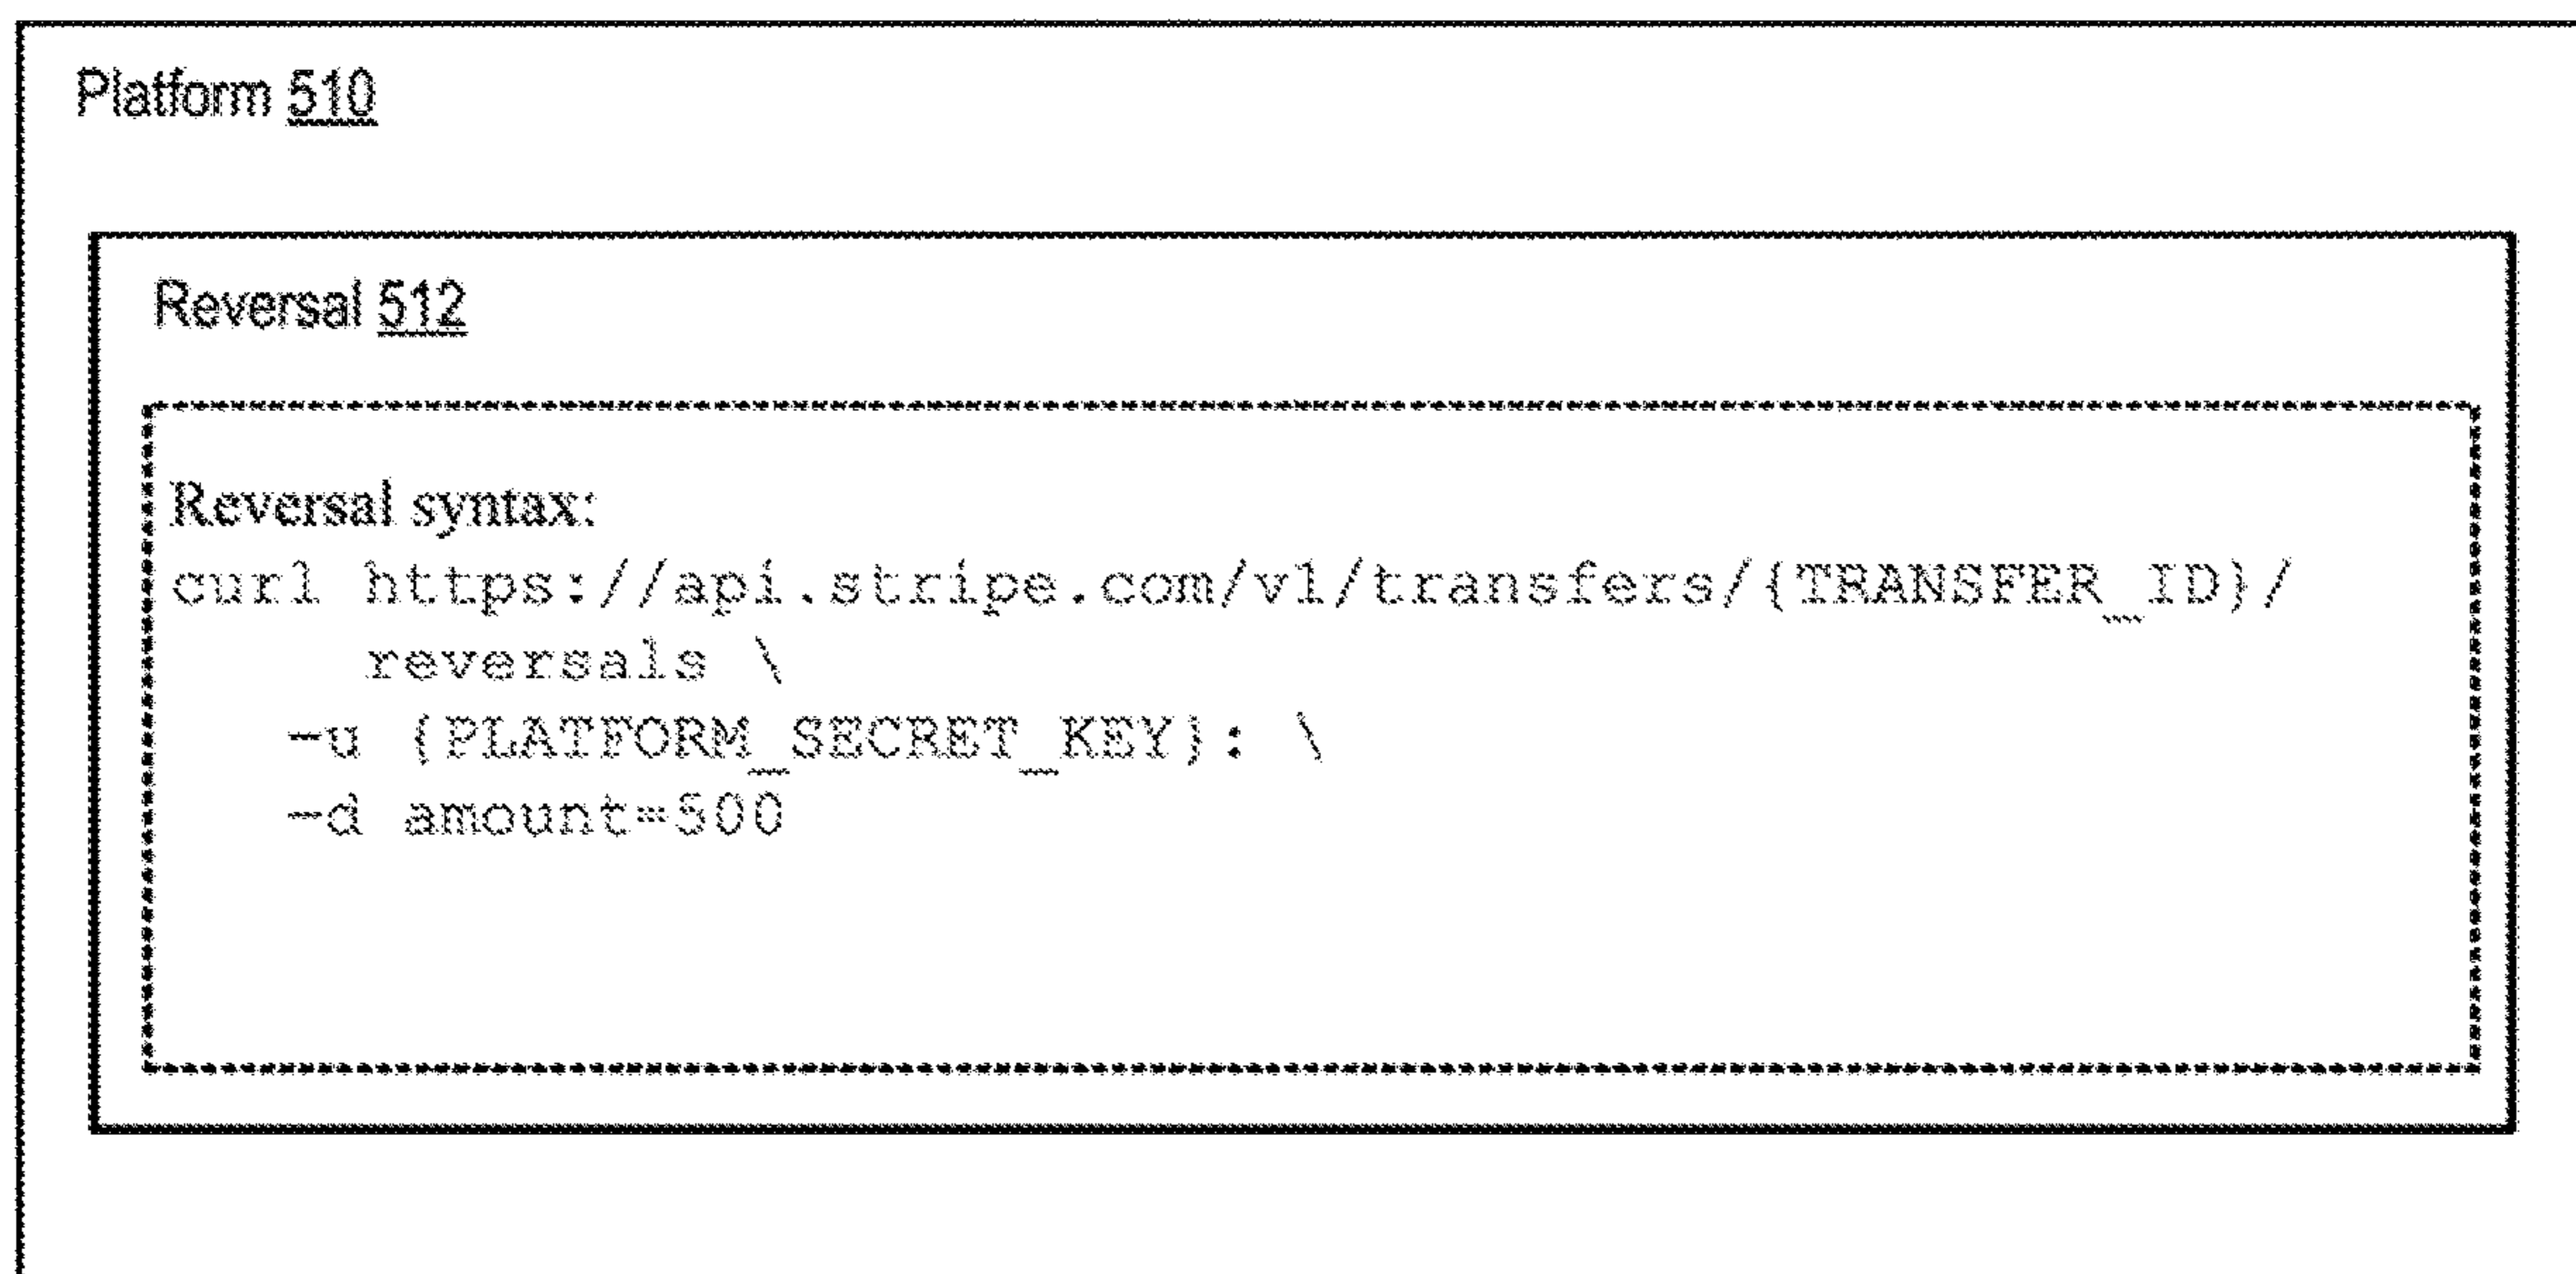 Platform 510
Reversal 512
Reversal syntax:
curl https://api.stripe.com/v1/transfers/{TRANSFER_ID}/
reversals \
-u {PLATFORM_SECRET_KEY}: \
-d amount=500